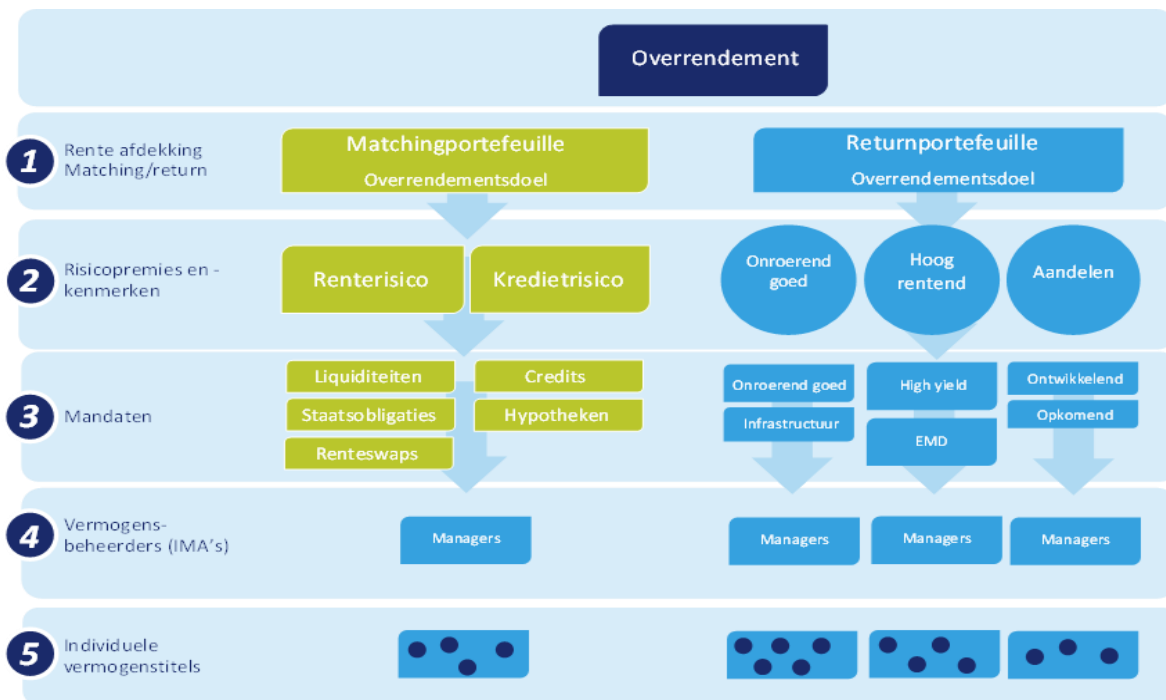 Overrendement
1
Rente afdekking
Matching/return
Matchingportefeuille
Overrendementsdoel
Returnportefeuille
Overrendementsdoel
2
Risicopremies en -
kenmerken
Renterisico
Kredietrisico
Onroerend
goed
Hoog
rentend
Aandelen
3
Mandaten
Liquiditeiten
Staatsobligaties
Renteswaps
Credits
Hypotheken
Onroerend goed
Infrastructuur
High yield
EMD
Ontwikkelend
Opkomend
4
Vermogens-
beheerders (IMA's)
Managers
Managers
Managers
Managers
5
Individuele
vermogenstitels